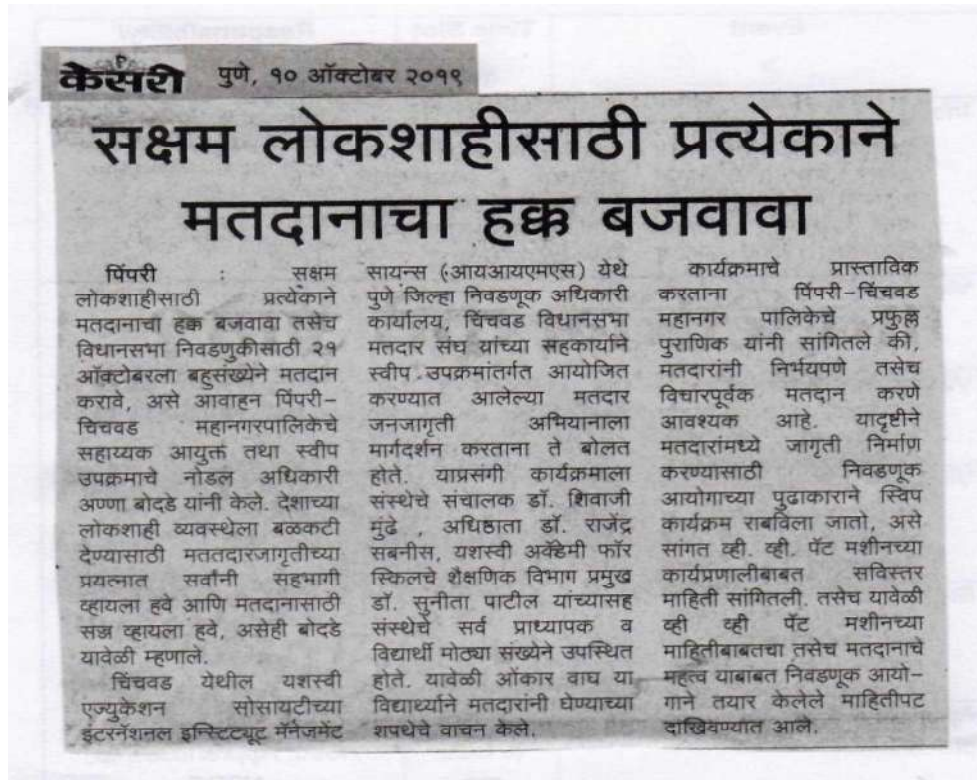 केसरी पुणे, १० ऑक्टोबर २०१९
सक्षम लोकशाहीसाठी प्रत्येकाने
मतदानाचा हक्क बजवावा
पिंपरी : सक्षम
लोकशाहीसाठी प्रत्येकाने
मतदानाचा हक्क बजवावा तसेच
विधानसभा निवडणुकीसाठी २१
ऑक्टोबरला बहुसंख्येने मतदान
करावे, असे आवाहन पिंपरी-
चिचवड महानगरपालिकेचे
सहाय्यक आयुक्त तथा स्वीप
उपक्रमाचे नोडल अधिकारी
अण्णा बोदडे यांनी केले. देशाच्या
लोकशाही व्यवस्थेला बळकटी
देण्यासाठी मततदारजागृतीच्या
प्रयत्नात सर्वांनी सहभागी
व्हायला हवे आणि मतदानासाठी
सज्ज व्हायला हवे, असेही बोदडे
यावेळी म्हणाले.
चिंचवड येथील यशस्वी
एज्युकेशन सोसायटीच्या
इंटरनॅशनल इन्स्टिट्यूट मॅनेजमेंट
सायन्स (आयआयएमएस) येथे
पुणे जिल्हा निवडणूक अधिकारी
कार्यालय, चिंचवड विधानसभा
मतदार संघ यांच्या सहकार्याने
स्वीप उपक्रमांतर्गत आयोजित
करण्यात आलेल्या मतदार
जनजागृती अभियानाला
मार्गदर्शन करताना ते बोलत
होते. याप्रसंगी कार्यक्रमाला
संस्थेचे संचालक डॉ. शिवाजी
मुंढे , अधिष्ठाता डॉ. राजेंद्र
सबनीस, यशस्वी अ‍ॅकॅडेमी फॉर
स्किलचे शैक्षणिक विभाग प्रमुख
डॉ. सुनीता पाटील यांच्यासह
संस्थेचे सर्व प्राध्यापक व
विद्यार्थी मोठ्या संख्येने उपस्थित
होते. यावेळी ओंकार वाघ या
विद्यार्थ्याने मतदारांनी घेण्याच्या
शपथेचे वाचन केले.
कार्यक्रमाचे प्रास्ताविक
करताना पिंपरी-चिंचवड
महानगर पालिकेचे प्रफुल्ल
पुराणिक यांनी सांगितले की,
मतदारांनी निर्भयपणे तसेच
विचारपूर्वक मतदान करणे
आवश्यक आहे. यादृष्टीने
मतदारांमध्ये जागृती निर्माण
करण्यासाठी निवडणूक
आयोगाच्या पुढाकाराने स्विप
कार्यक्रम राबविला जातो, असे
सांगत व्ही. व्ही. पॅट मशीनच्या
कार्यप्रणालीबाबत सविस्तर
माहिती सांगितली. तसेच यावेळी
व्ही व्ही पॅट मशीनच्या
माहितीबाबतचा तसेच मतदानाचे
महत्व याबाबत निवडणूक आयो-
गाने तयार केलेले माहितीपट
दाखिवण्यात आले.